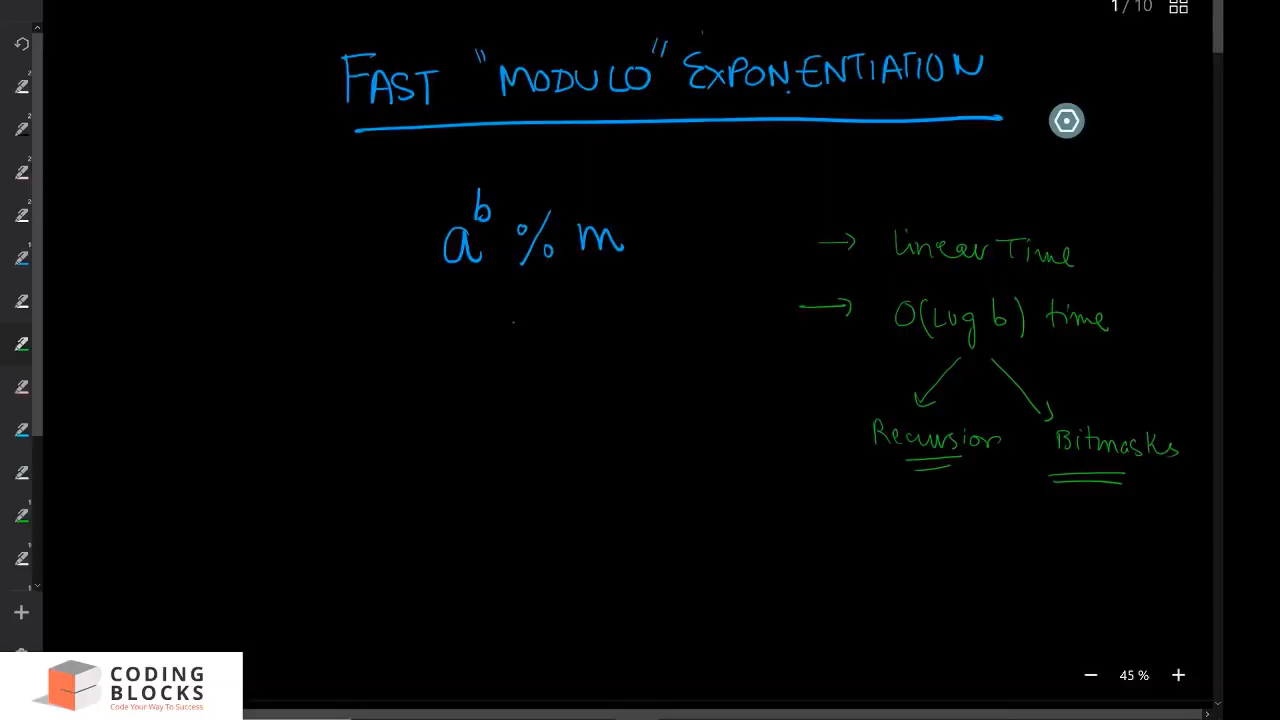 1 / 10
FAST "MODULO" EXPONENTIATION
a^b % m
→ Linear Time
→ O(Log b) time
Recursion
Bitmasks
CODING
BLOCKS
Code Your Way To Success
− 45 % +